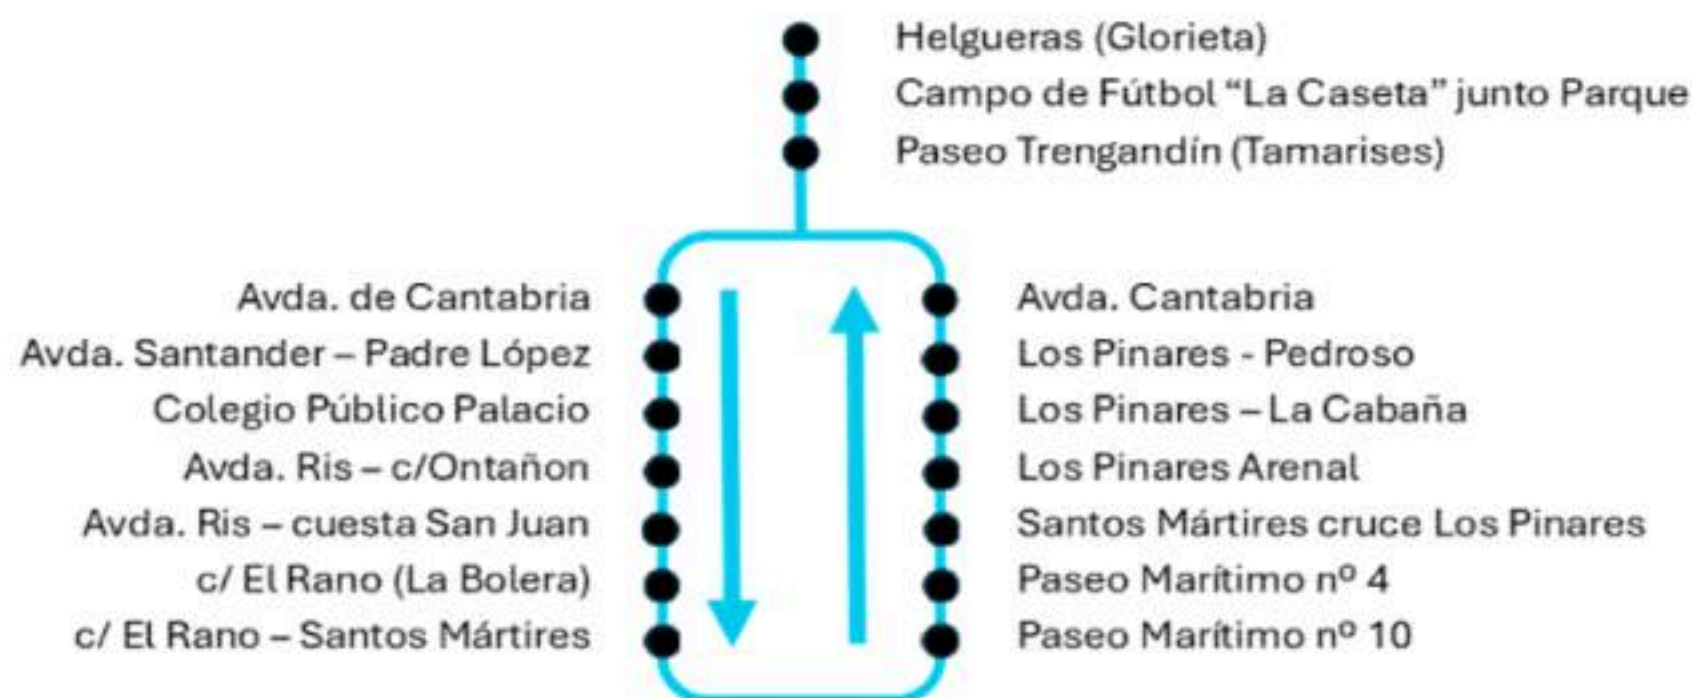 Helgueras (Glorieta)
Campo de Fútbol “La Caseta” junto Parque
Paseo Trengandín (Tamarises)
Avda. de Cantabria
Avda. Santander – Padre López
Colegio Público Palacio
Avda. Ris – c/Ontañon
Avda. Ris – cuesta San Juan
c/ El Rano (La Bolera)
c/ El Rano – Santos Mártires
Avda. Cantabria
Los Pinares - Pedroso
Los Pinares – La Cabaña
Los Pinares Arenal
Santos Mártires cruce Los Pinares
Paseo Marítimo nº 4
Paseo Marítimo nº 10